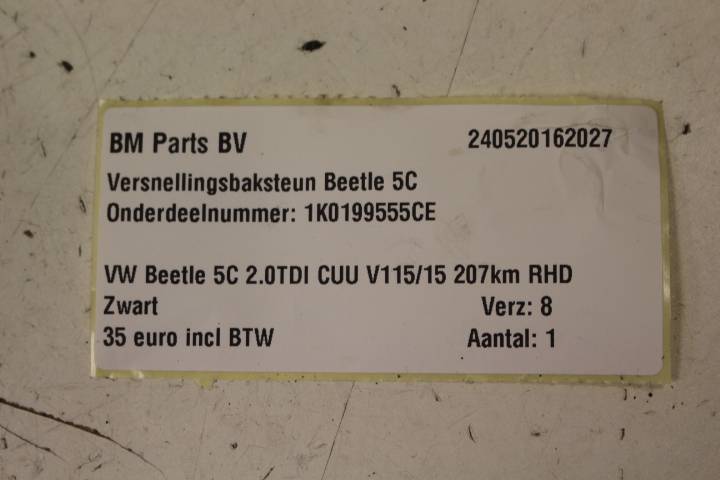 BM Parts BV 240520162027
Versnellingsbaksteun Beetle 5C
Onderdeelnummer: 1K0199555CE
VW Beetle 5C 2.0TDI CUU V115/15 207km RHD
Zwart Verz: 8
35 euro incl BTW Aantal: 1